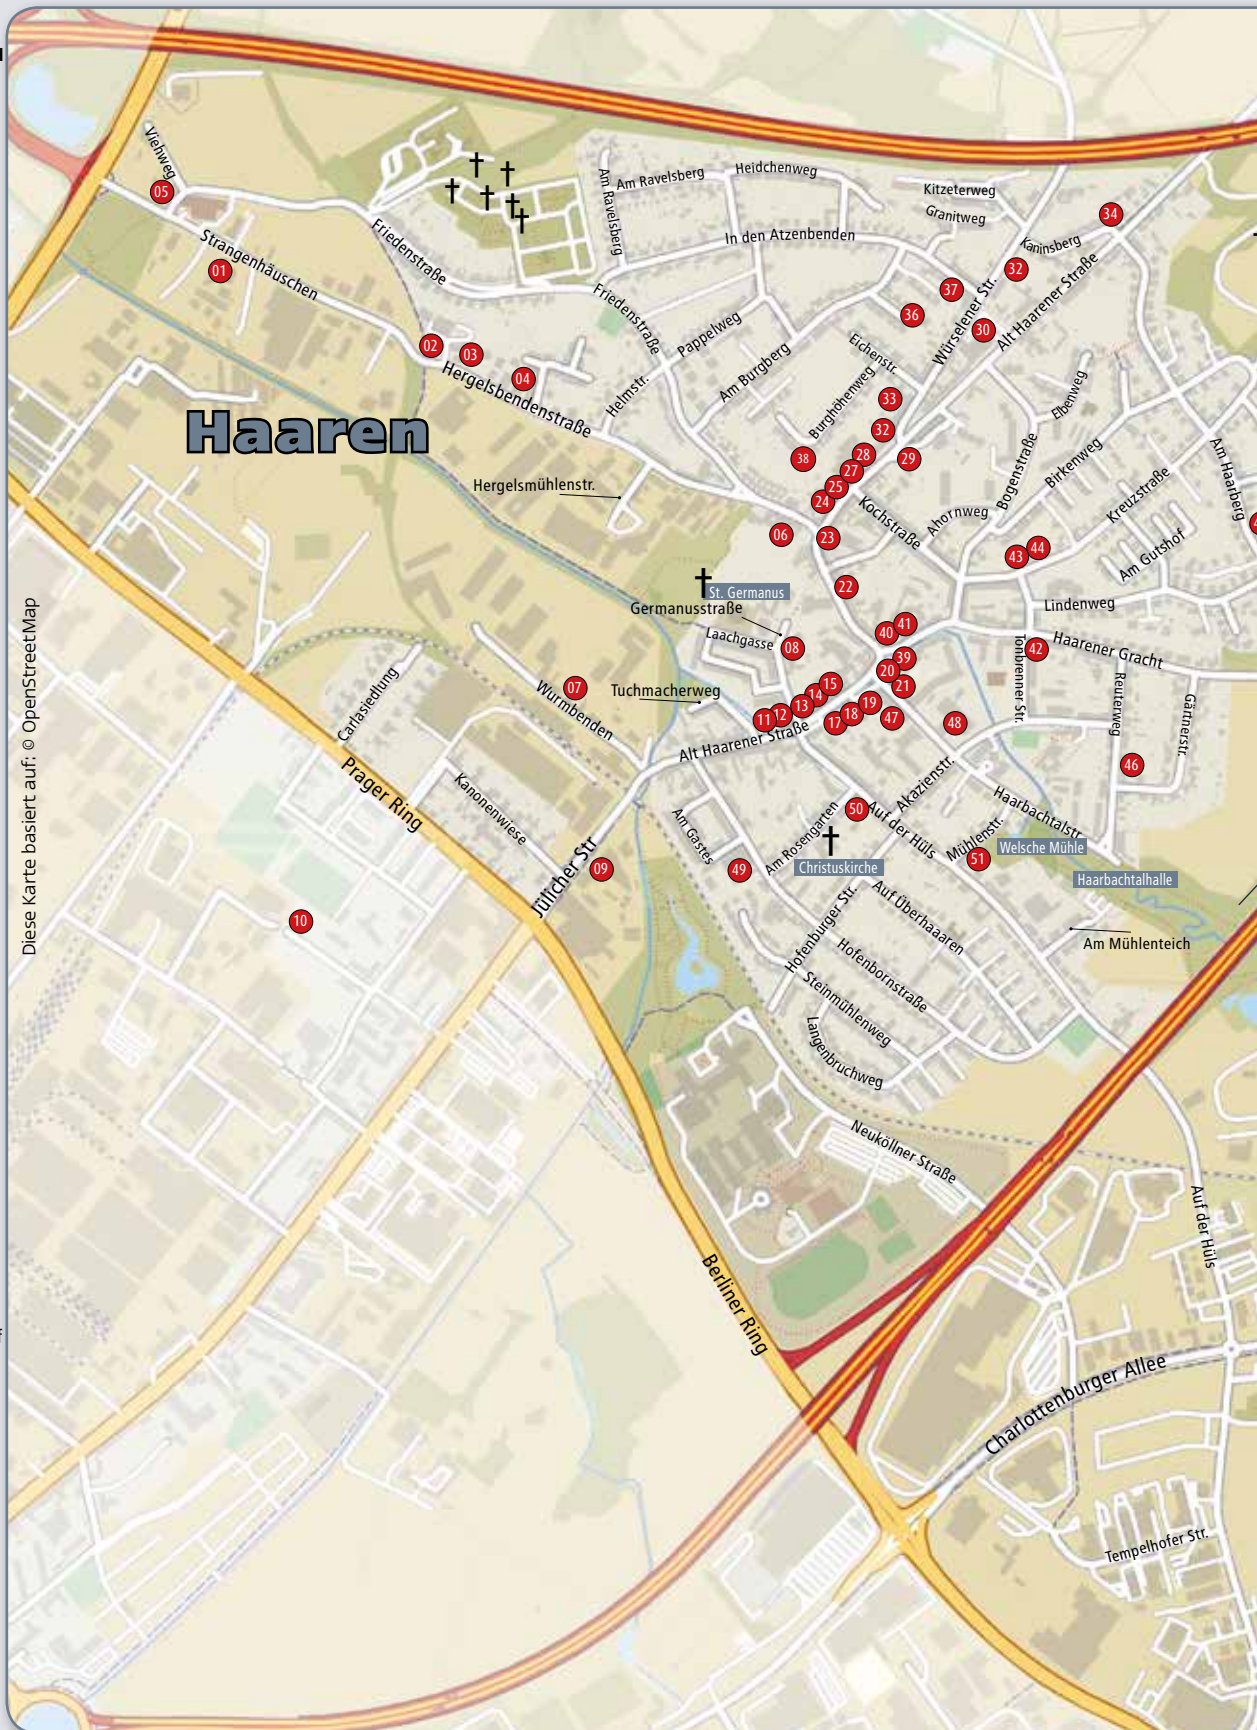 Viehweg
05
Strangenhäuschen
01
Friedenstraße
Am Ravelsberg
Am Ravelsberg
Heidchenweg
Kitzeterweg
Granitweg
34
In den Atzenbenden
Kaninsberg
32
37
Würselener Str.
Alt Haarener Straße
36
30
Friedenstraße
Pappelweg
Eichenstr.
02
03
04
Hergelsbendenstraße
Helmstr.
Am Burgberg
Burghöhenweg
33
Elbenweg
Haaren
32
38
28
29
27
25
24
Bogenstraße
Birkenweg
Am Haarberg
Kreuzstraße
Hergelsmühlenstr.
Kochstraße
Ahornweg
06
23
43
44
Am Gutshof
22
St. Germanus
Germanusstraße
Lindenweg
Laachgasse
08
40
41
Haarener Gracht
42
Tonbrenner Str.
39
20
21
Reuterweg
Gärtnerstr.
07
Wurmbenden
Tuchmacherweg
15
14
13
12
11
19
18
17
47
48
Alt Haarener Straße
46
Carlasiedlung
Prager Ring
Kanonenwiese
Jülicher Str
09
10
Am Gastes
49
Am Rosengarten
50
Akazienstr.
Auf der Hüls
Haarbachtalstr.
Mühlenstr.
51
Welsche Mühle
Christuskirche
Haarbachtalhalle
Auf Überhaaaren
Am Mühlenteich
Hofenburger Str.
Hofenbornstraße
Steinmühlenweg
Langenbruchweg
Neuköllner Straße
Auf der Hüls
Berliner Ring
Charlottenburger Allee
Tempelhofer Str.
Diese Karte basiert auf: © OpenStreetMap